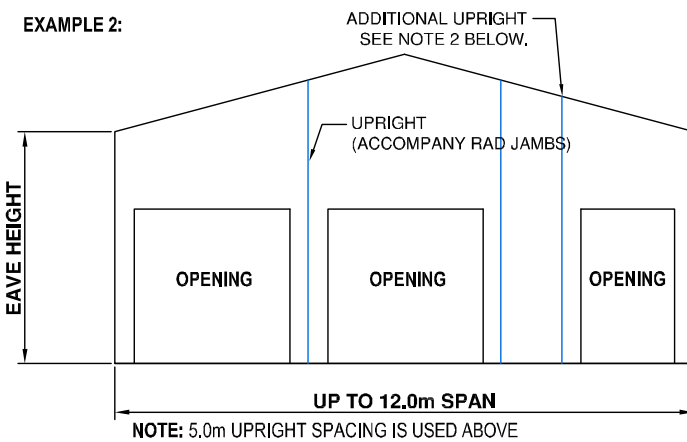 EXAMPLE 2:
ADDITIONAL UPRIGHT
SEE NOTE 2 BELOW.
UPRIGHT
(ACCOMPANY RAD JAMBS)
EAVE HEIGHT
OPENING
OPENING
OPENING
UP TO 12.0m SPAN
NOTE: 5.0m UPRIGHT SPACING IS USED ABOVE